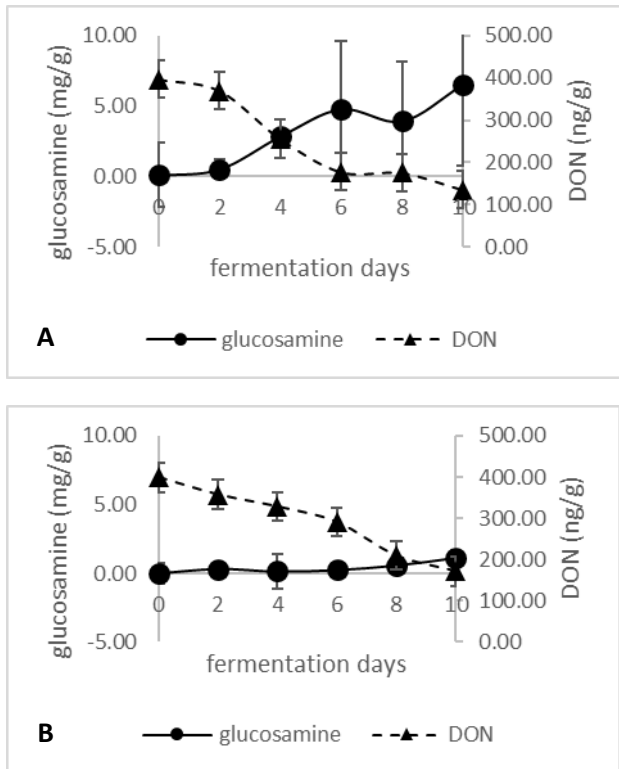 10.00
5.00
0.00
-5.00
glucosamine (mg/g)
0 2 4 6 8 10
500.00
400.00
300.00
200.00
100.00
0.00
DON (ng/g)
fermentation days
A
glucosamine DON
10.00
5.00
0.00
-5.00
glucosamine (mg/g)
0 2 4 6 8 10
500.00
400.00
300.00
200.00
100.00
0.00
DON (ng/g)
fermentation days
B
glucosamine DON